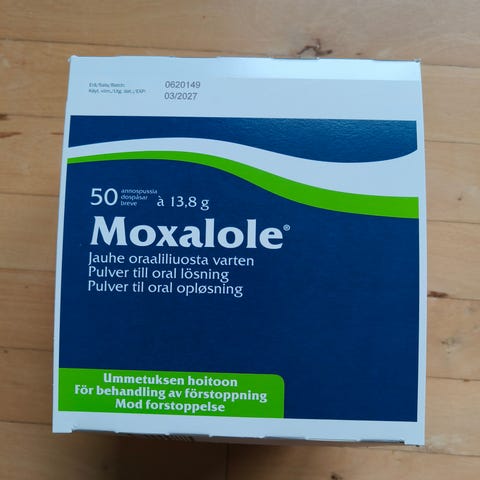 Erä/Sats/Batch: 0620149
Käyt. viim./Utg. dat./EXP: 03/2027
50 annospussia
dospåsar
breve
à 13,8 g
Moxalole®
Jauhe oraaliliuosta varten
Pulver till oral lösning
Pulver til oral opløsning
Ummetuksen hoitoon
För behandling av förstoppning
Mod forstoppelse